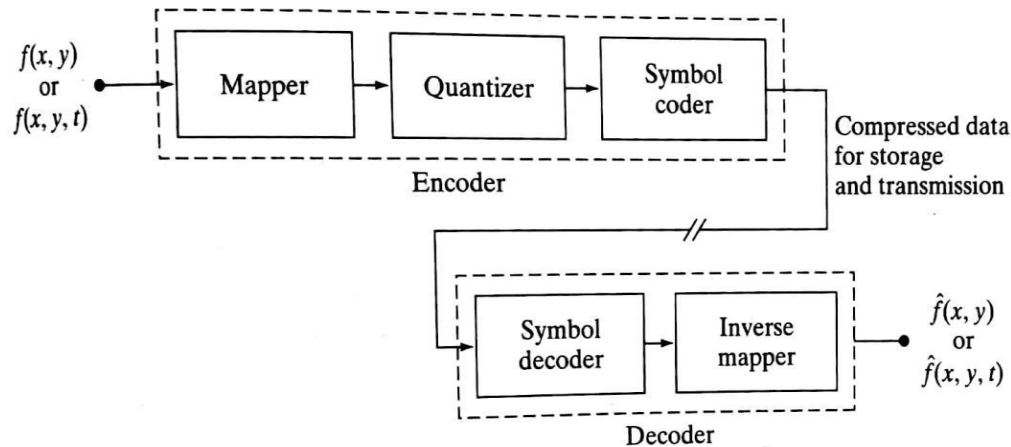 f(x, y)
or
f(x, y, t)
Mapper
Quantizer
Symbol
coder
Encoder
Compressed data
for storage
and transmission
Symbol
decoder
Inverse
mapper
Decoder
f̂(x, y)
or
f̂(x, y, t)